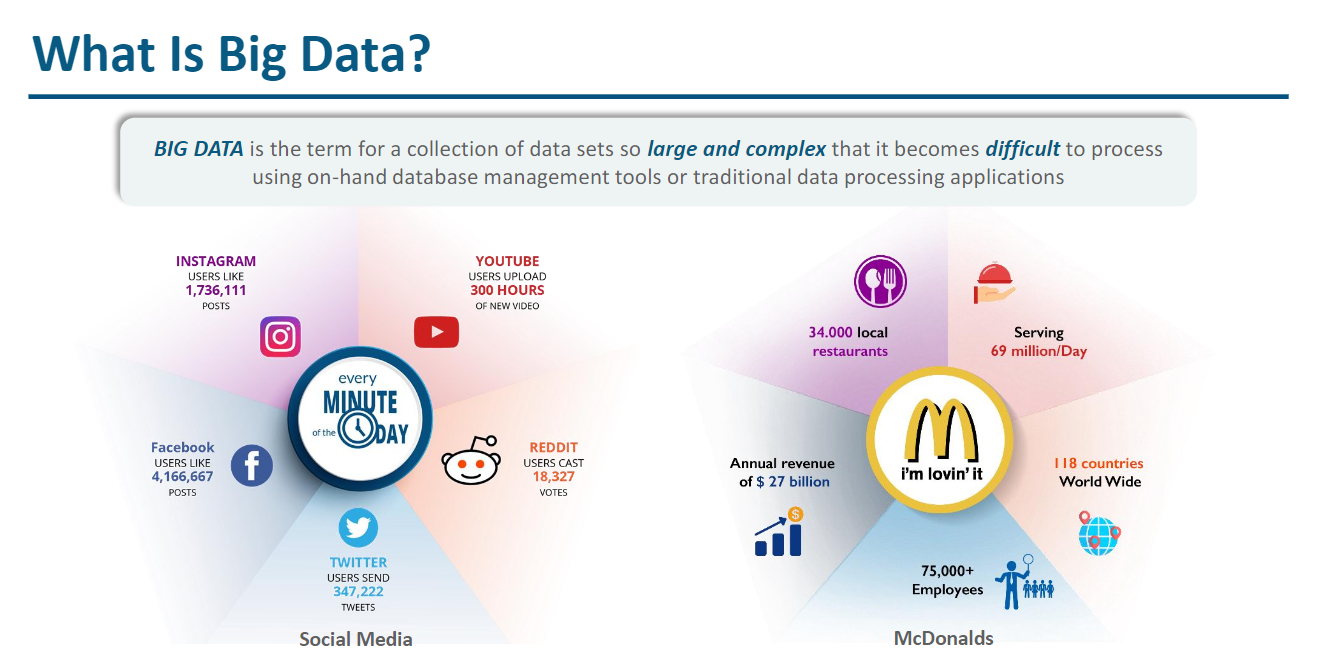 What Is Big Data?
BIG DATA is the term for a collection of data sets so large and complex that it becomes difficult to process
using on-hand database management tools or traditional data processing applications
INSTAGRAM
USERS LIKE
1,736,111
POSTS
YOUTUBE
USERS UPLOAD
300 HOURS
OF NEW VIDEO
every
MINUTE
of the DAY
Facebook
USERS LIKE
4,166,667
POSTS
REDDIT
USERS CAST
18,327
VOTES
TWITTER
USERS SEND
347,222
TWEETS
Social Media
34.000 local
restaurants
Serving
69 million/Day
i'm lovin' it
Annual revenue
of $ 27 billion
$
118 countries
World Wide
75,000+
Employees
McDonalds